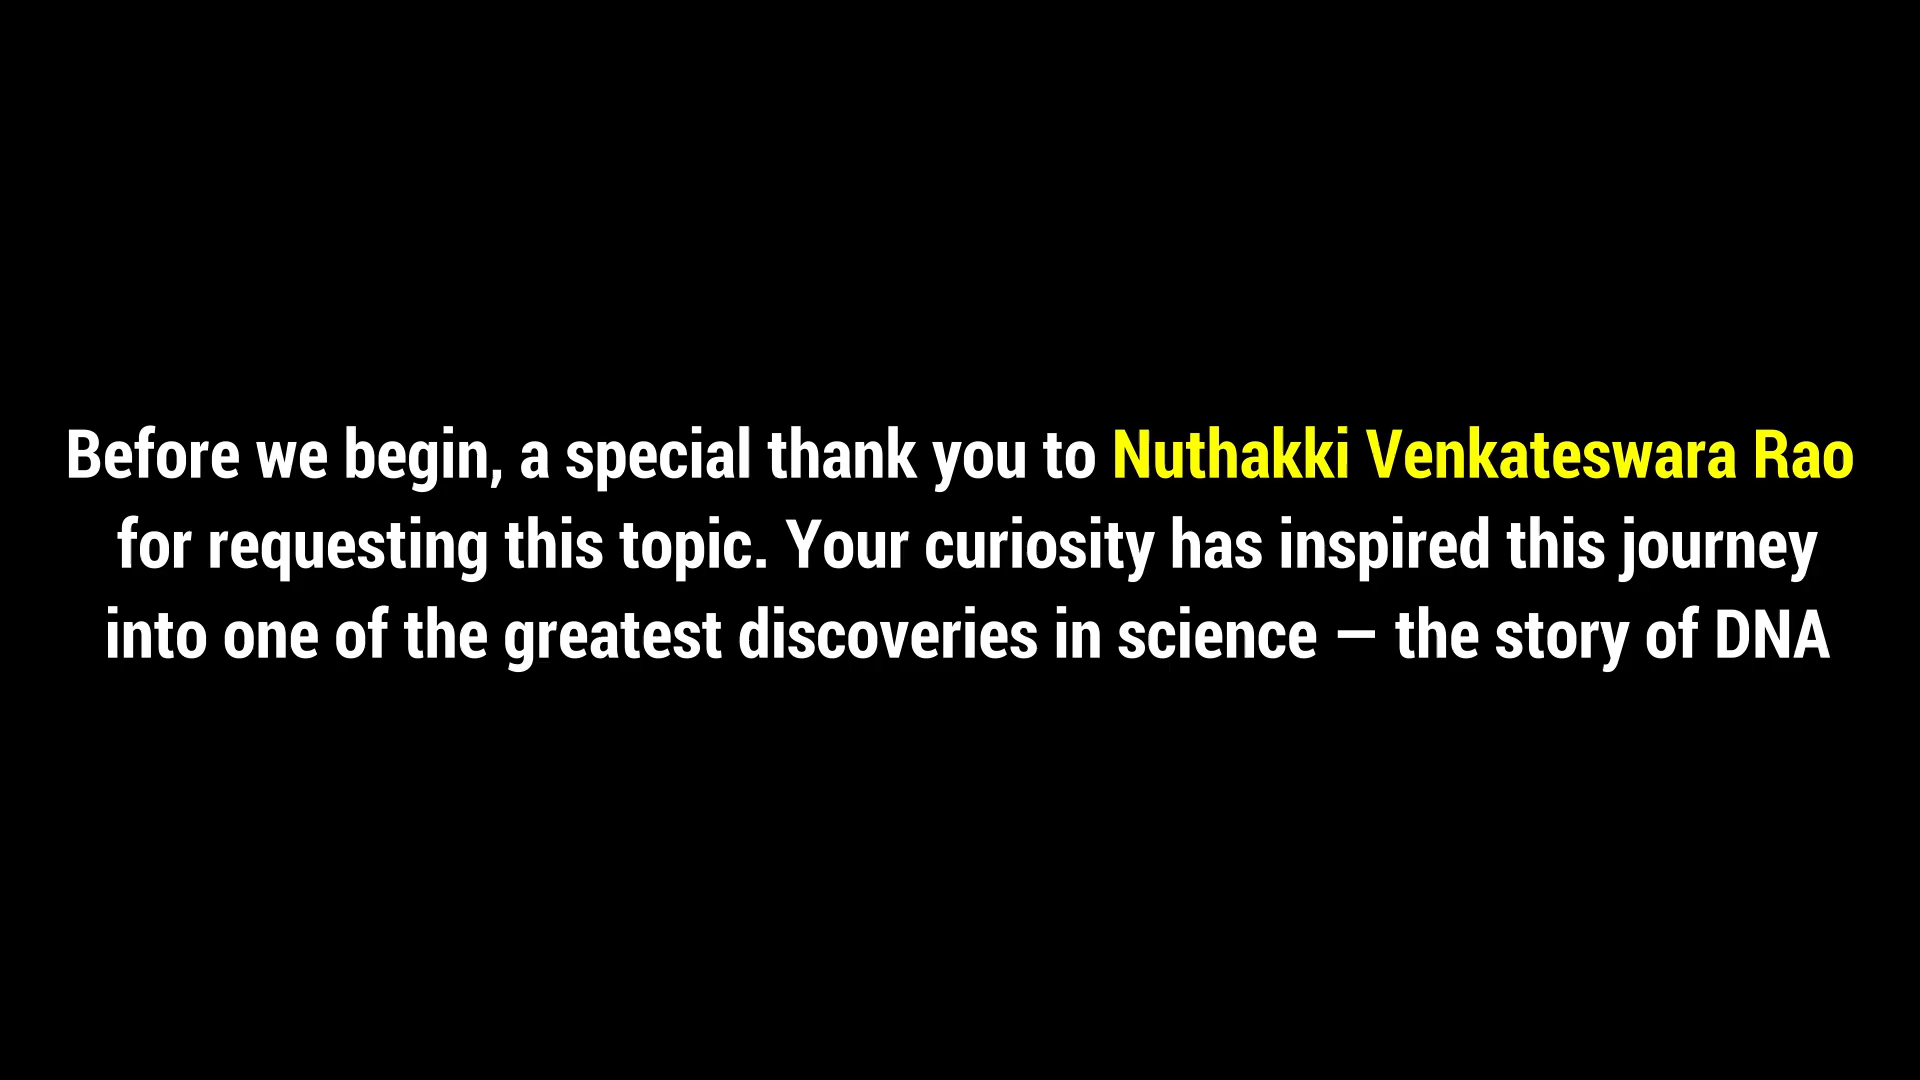 Before we begin, a special thank you to Nuthakki Venkateswara Rao
for requesting this topic. Your curiosity has inspired this journey
into one of the greatest discoveries in science — the story of DNA